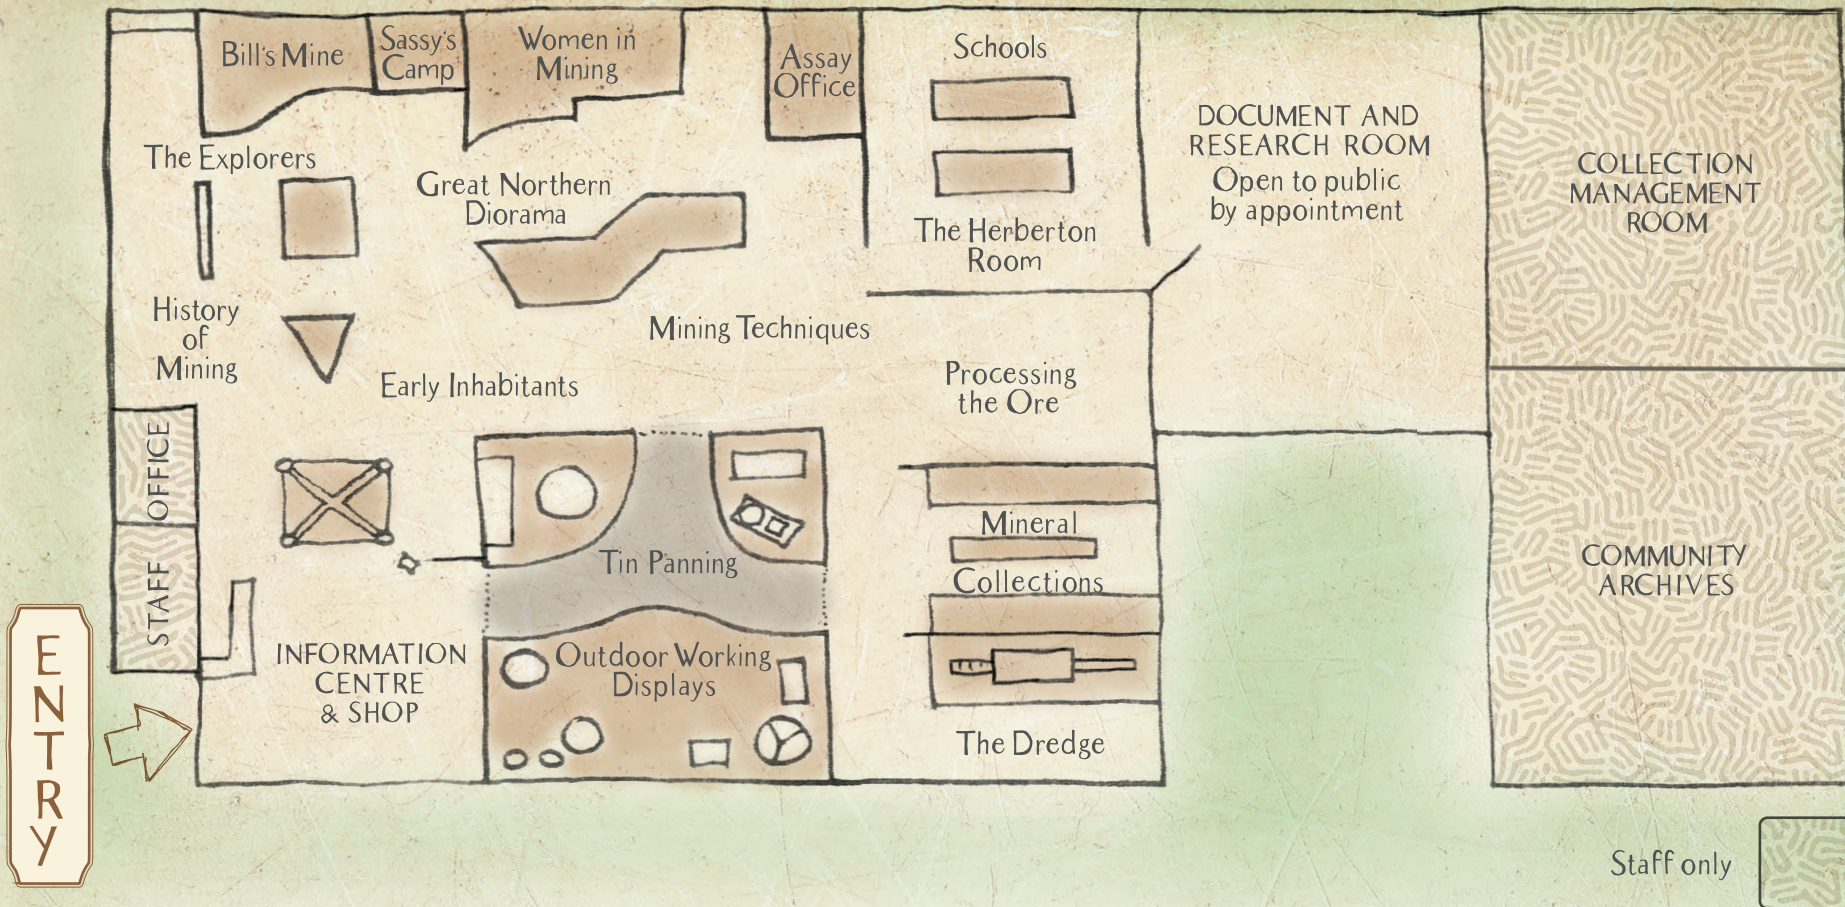 Bill's Mine
Sassy's
Camp
Women in
Mining
Assay
Office
Schools
The Herberton
Room
DOCUMENT AND
RESEARCH ROOM
Open to public
by appointment
COLLECTION
MANAGEMENT
ROOM
The Explorers
Great Northern
Diorama
History
of
Mining
Mining Techniques
Early Inhabitants
Processing
the Ore
OFFICE
STAFF
Tin Panning
Mineral
Collections
COMMUNITY
ARCHIVES
INFORMATION
CENTRE
& SHOP
Outdoor Working
Displays
The Dredge
ENTRY
Staff only